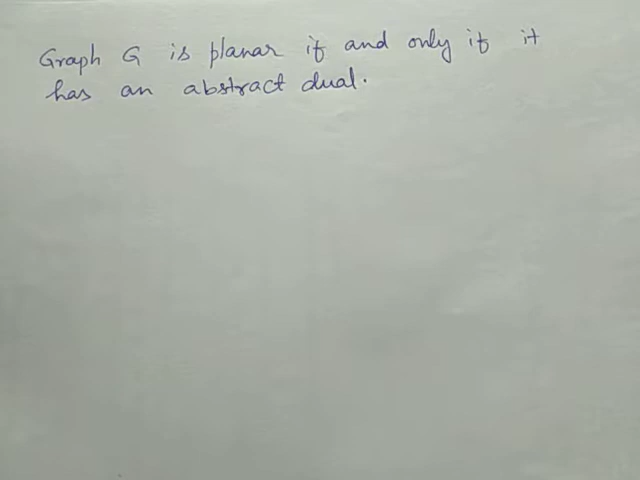 Graph G is planar if and only if it
has an abstract dual.